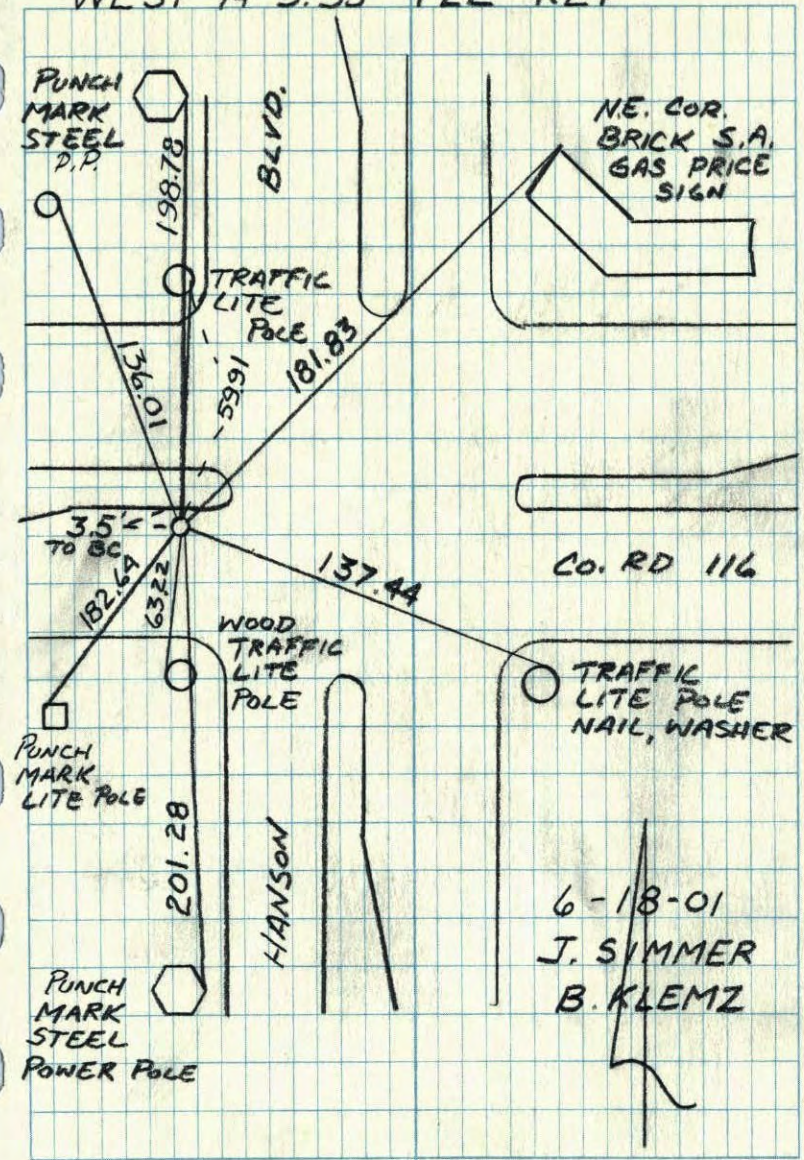 PUNCH
MARK
STEEL
P.P.
198.78
BLVD.
N.E. COR.
BRICK S.A.
GAS PRICE
SIGN
TRAFFIC
LITE
POLE
136.01
59.91
181.83
3.5'
TO BC
182.64
63.22
137.44
CO. RD 116
WOOD
TRAFFIC
LITE
POLE
TRAFFIC
LITE POLE
NAIL, WASHER
PUNCH
MARK
LITE POLE
201.28
HANSON
6-18-01
J. SIMMER
B. KLEMZ
PUNCH
MARK
STEEL
POWER POLE